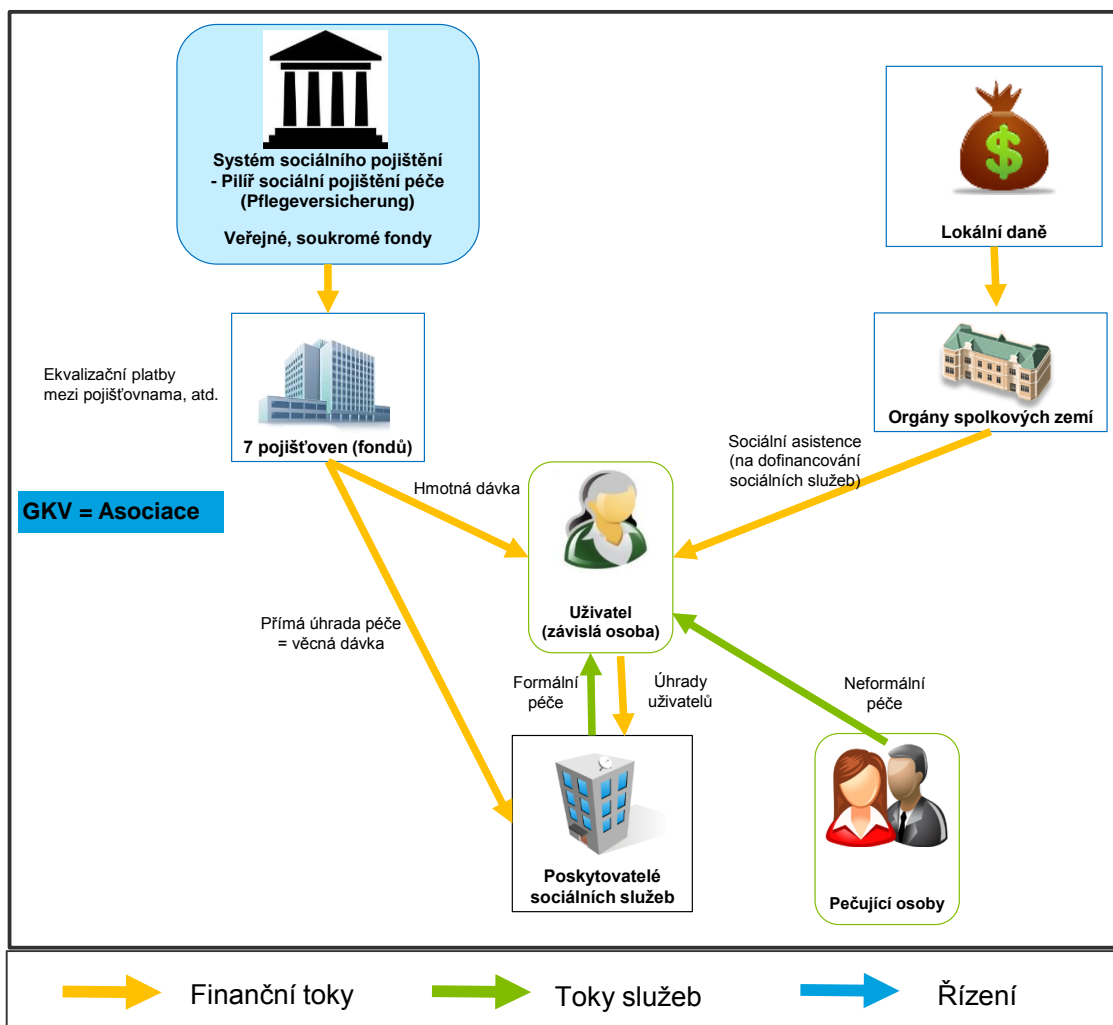 Systém sociálního pojištění
- Pilíř sociální pojištění péče
(Pflegeversicherung)
Veřejné, soukromé fondy
$
Lokální daně
Ekvalizační platby
mezi pojišťovnama, atd.
7 pojišťoven (fondů)
Orgány spolkových zemí
Sociální asistence
(na dofinancování
sociálních služeb)
Hmotná dávka
GKV = Asociace
Uživatel
(závislá osoba)
Přímá úhrada péče
= věcná dávka
Formální
péče
Úhrady
uživatelů
Neformální
péče
Poskytovatelé
sociálních služeb
Pečující osoby
Finanční toky
Toky služeb
Řízení